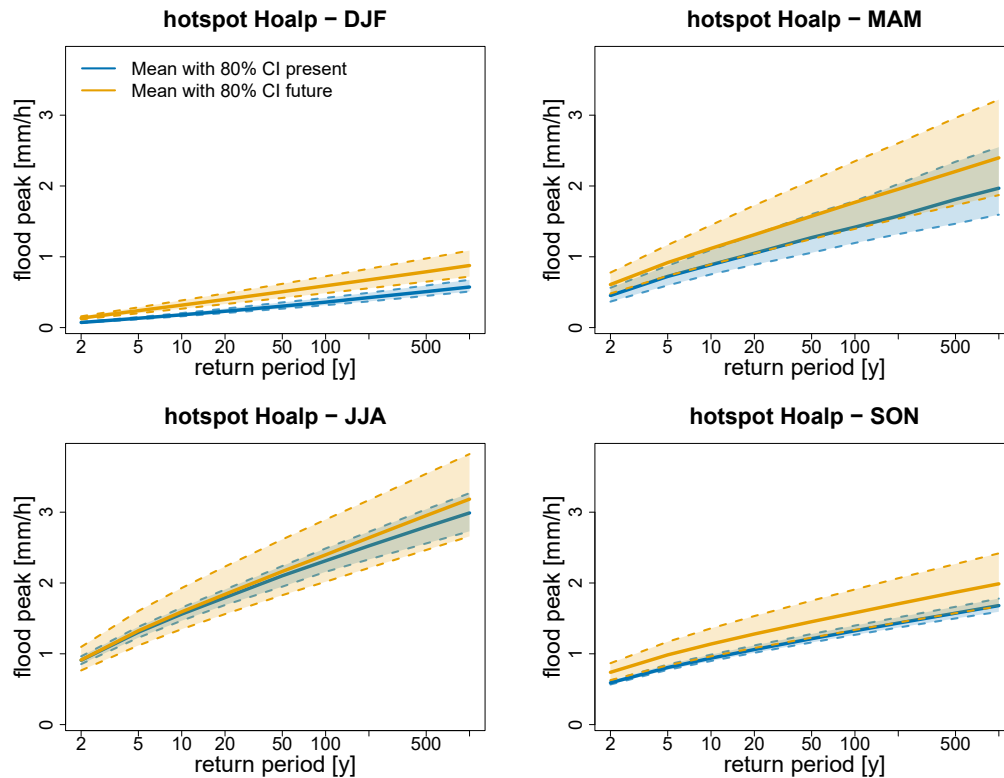 hotspot Hoalp − DJF
Mean with 80% CI present
Mean with 80% CI future
flood peak [mm/h]
3
2
1
0
2 5 10 20 50 100 500
return period [y]
hotspot Hoalp − MAM
flood peak [mm/h]
3
2
1
0
2 5 10 20 50 100 500
return period [y]
hotspot Hoalp − JJA
flood peak [mm/h]
3
2
1
0
2 5 10 20 50 100 500
return period [y]
hotspot Hoalp − SON
flood peak [mm/h]
3
2
1
0
2 5 10 20 50 100 500
return period [y]